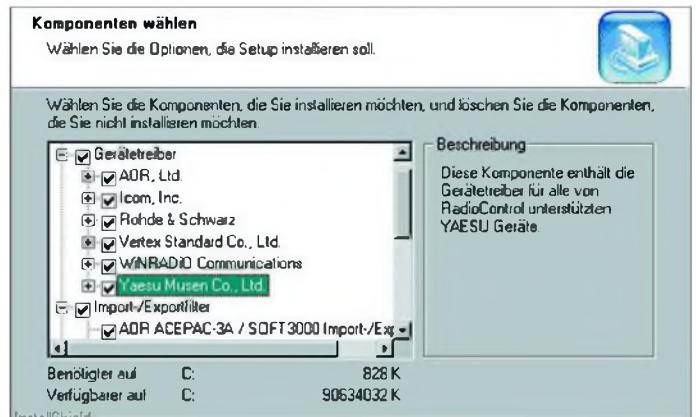 Komponenten wählen
Wählen Sie die Optionen, die Setup installieren soll.
Wählen Sie die Komponenten, die Sie installieren möchten, und löschen Sie die Komponenten,
die Sie nicht installieren möchten.
Gerätetreiber
AOR, Ltd.
Icom, Inc.
Rohde & Schwarz
Vertex Standard Co., Ltd.
WiNRADiO Communications
Yaesu Musen Co., Ltd.
Import-/Exportfilter
AOR ACEPAC-3A / SOFT3000 Import-/Exp
Beschreibung
Diese Komponente enthält die
Gerätetreiber für alle von
RadioControl unterstützten
YAESU Geräte.
Benötigter auf C: 828 K
Verfügbarer auf C: 90634032 K